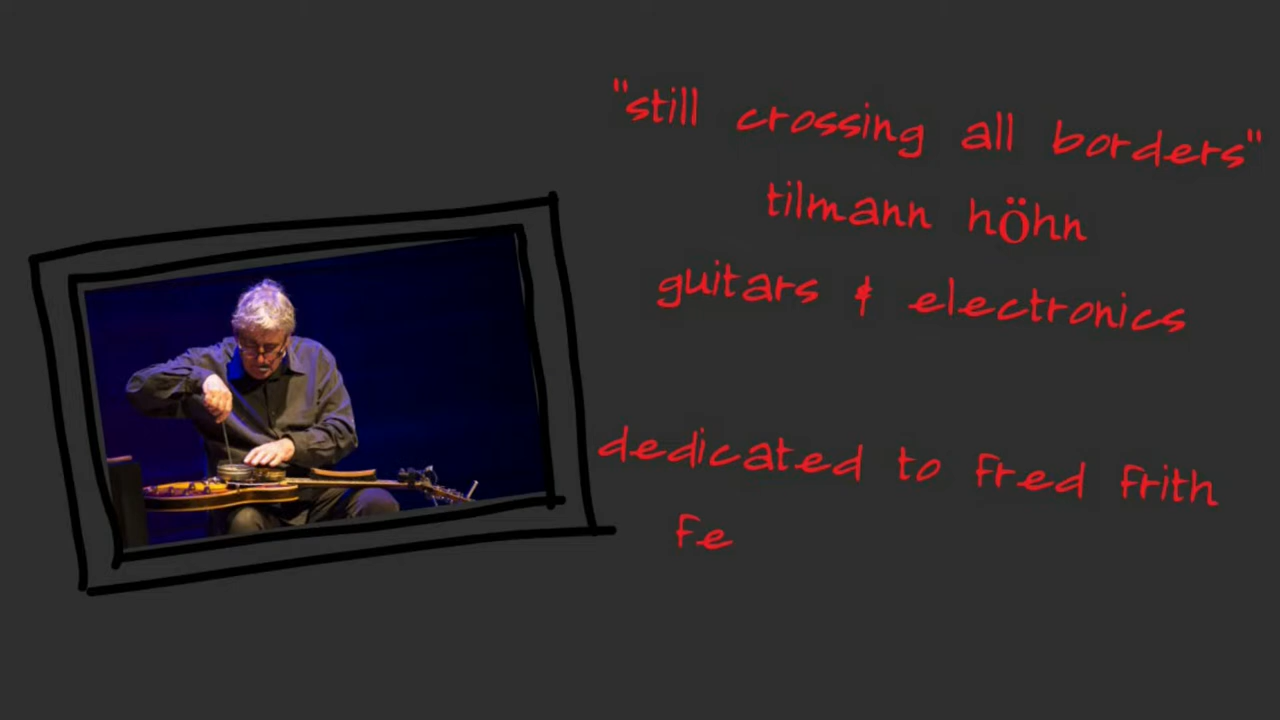 "still crossing all borders"
tilmann höhn
guitars & electronics
dedicated to fred frith
fe